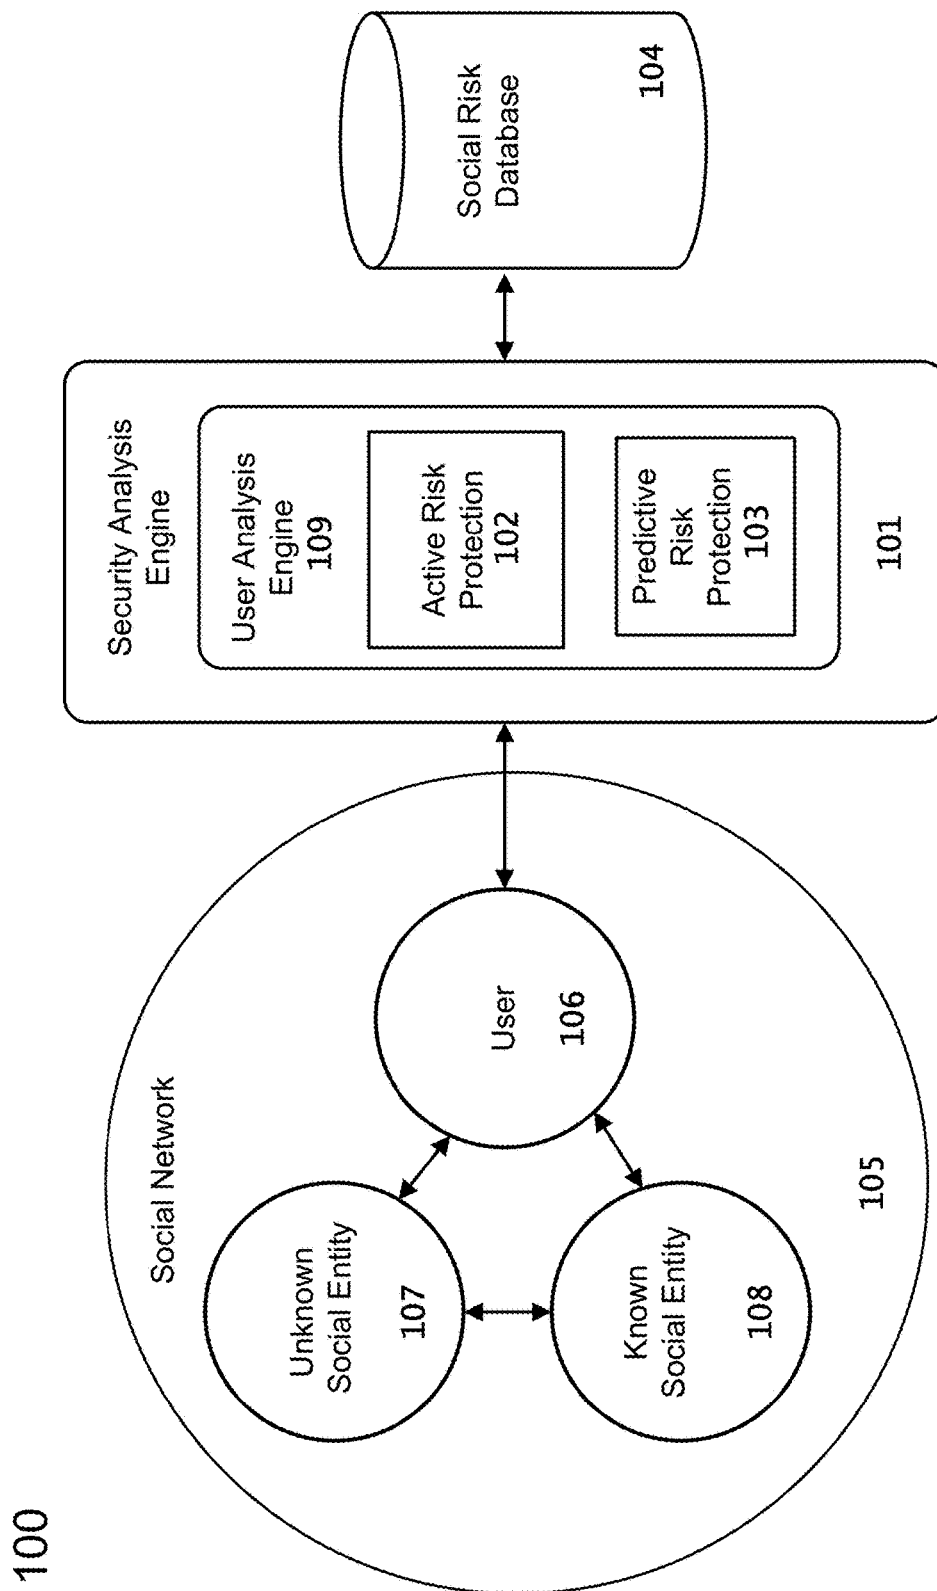 100
Social Network
Unknown
Social Entity
107
Known
Social Entity
108
User
106
105
Security Analysis
Engine
User Analysis
Engine
109
Active Risk
Protection
102
Predictive
Risk
Protection
103
101
Social Risk
Database
104